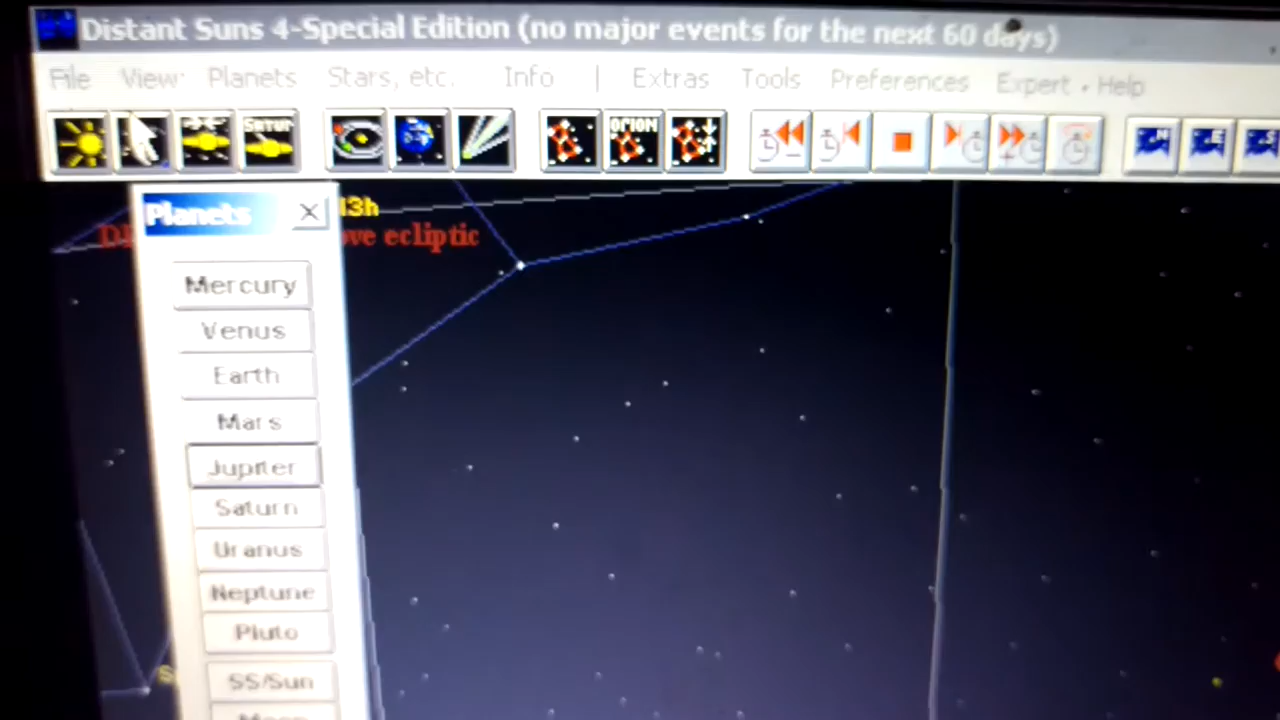 Distant Suns 4-Special Edition (no major events for the next 60 days)
File View Planets Stars, etc. Info | Extras Tools Preferences Expert Help
SATUR ORION N E S
Planets
13h
ove ecliptic
Mercury
Venus
Earth
Mars
Jupiter
Saturn
Uranus
Neptune
Pluto
SS/Sun
Moon